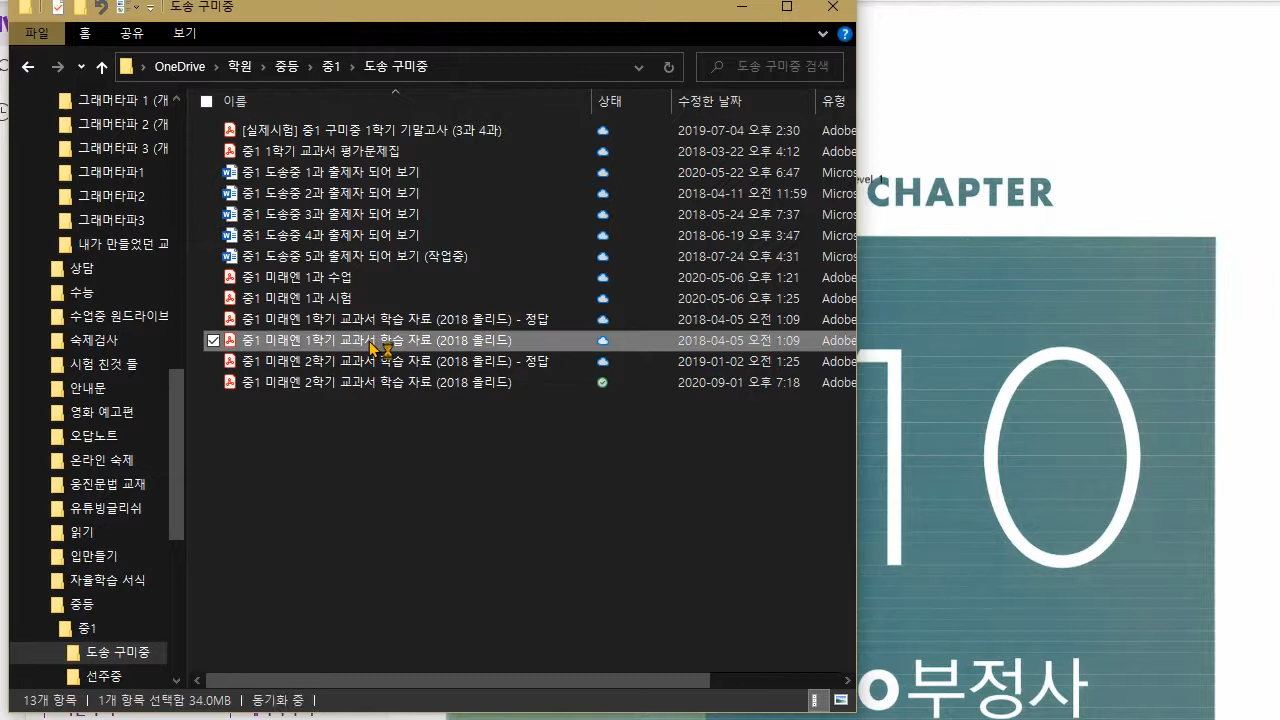 도송 구미중
파일 홈 공유 보기
OneDrive 학원 중등 중1 도송 구미중
도송 구미중 검색
이름 상태 수정한 날짜 유형
그래머타파 1 (개
그래머타파 2 (개
그래머타파 3 (개
그래머타파1
그래머타파2
그래머타파3
내가 만들었던 교
상담
수능
수업중 원드라이브
숙제검사
시험 친것 들
안내문
영화 예고편
오답노트
온라인 숙제
웅진문법 교재
유튜빙글리쉬
읽기
입만들기
자율학습 서식
중등
중1
도송 구미중
선주중
[실제시험] 중1 구미중 1학기 기말고사 (3과 4과) 2019-07-04 오후 2:30 Adobe
중1 1학기 교과서 평가문제집 2018-03-22 오후 4:12 Adobe
중1 도송중 1과 출제자 되어 보기 2020-05-22 오후 6:47 Micros
중1 도송중 2과 출제자 되어 보기 2018-04-11 오전 11:59 Micros
중1 도송중 3과 출제자 되어 보기 2018-05-24 오후 7:37 Micros
중1 도송중 4과 출제자 되어 보기 2018-06-19 오후 3:47 Micros
중1 도송중 5과 출제자 되어 보기 (작업중) 2018-07-24 오후 4:31 Micros
중1 미래엔 1과 수업 2020-05-06 오후 1:21 Adobe
중1 미래엔 1과 시험 2020-05-06 오후 1:25 Adobe
중1 미래엔 1학기 교과서 학습 자료 (2018 올리드) - 정답 2018-04-05 오후 1:09 Adobe
중1 미래엔 1학기 교과서 학습 자료 (2018 올리드) 2018-04-05 오후 1:09 Adobe
중1 미래엔 2학기 교과서 학습 자료 (2018 올리드) - 정답 2019-01-02 오후 1:25 Adobe
중1 미래엔 2학기 교과서 학습 자료 (2018 올리드) 2020-09-01 오후 7:18 Adobe
13개 항목 1개 항목 선택함 34.0MB 동기화 중
evel 1
CHAPTER
10
o부정사